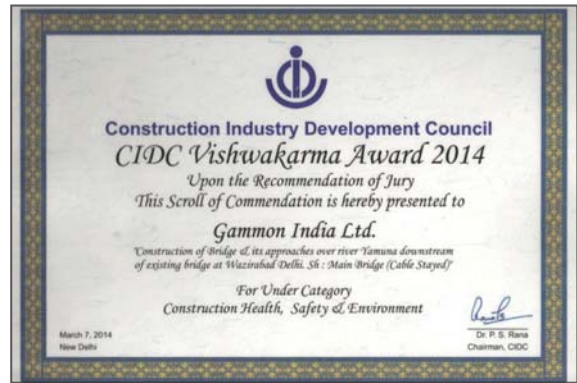 Construction Industry Development Council
CIDC Vishwakarma Award 2014
Upon the Recommendation of Jury
This Scroll of Commendation is hereby presented to
Gammon India Ltd.
"Construction of Bridge & its approaches over river Yamuna downstream
of existing bridge at Wazirabad Delhi. Sh : Main Bridge (Cable Stayed)"
For Under Category
Construction Health, Safety & Environment
March 7, 2014
New Delhi
Dr. P. S. Rana
Chairman, CIDC